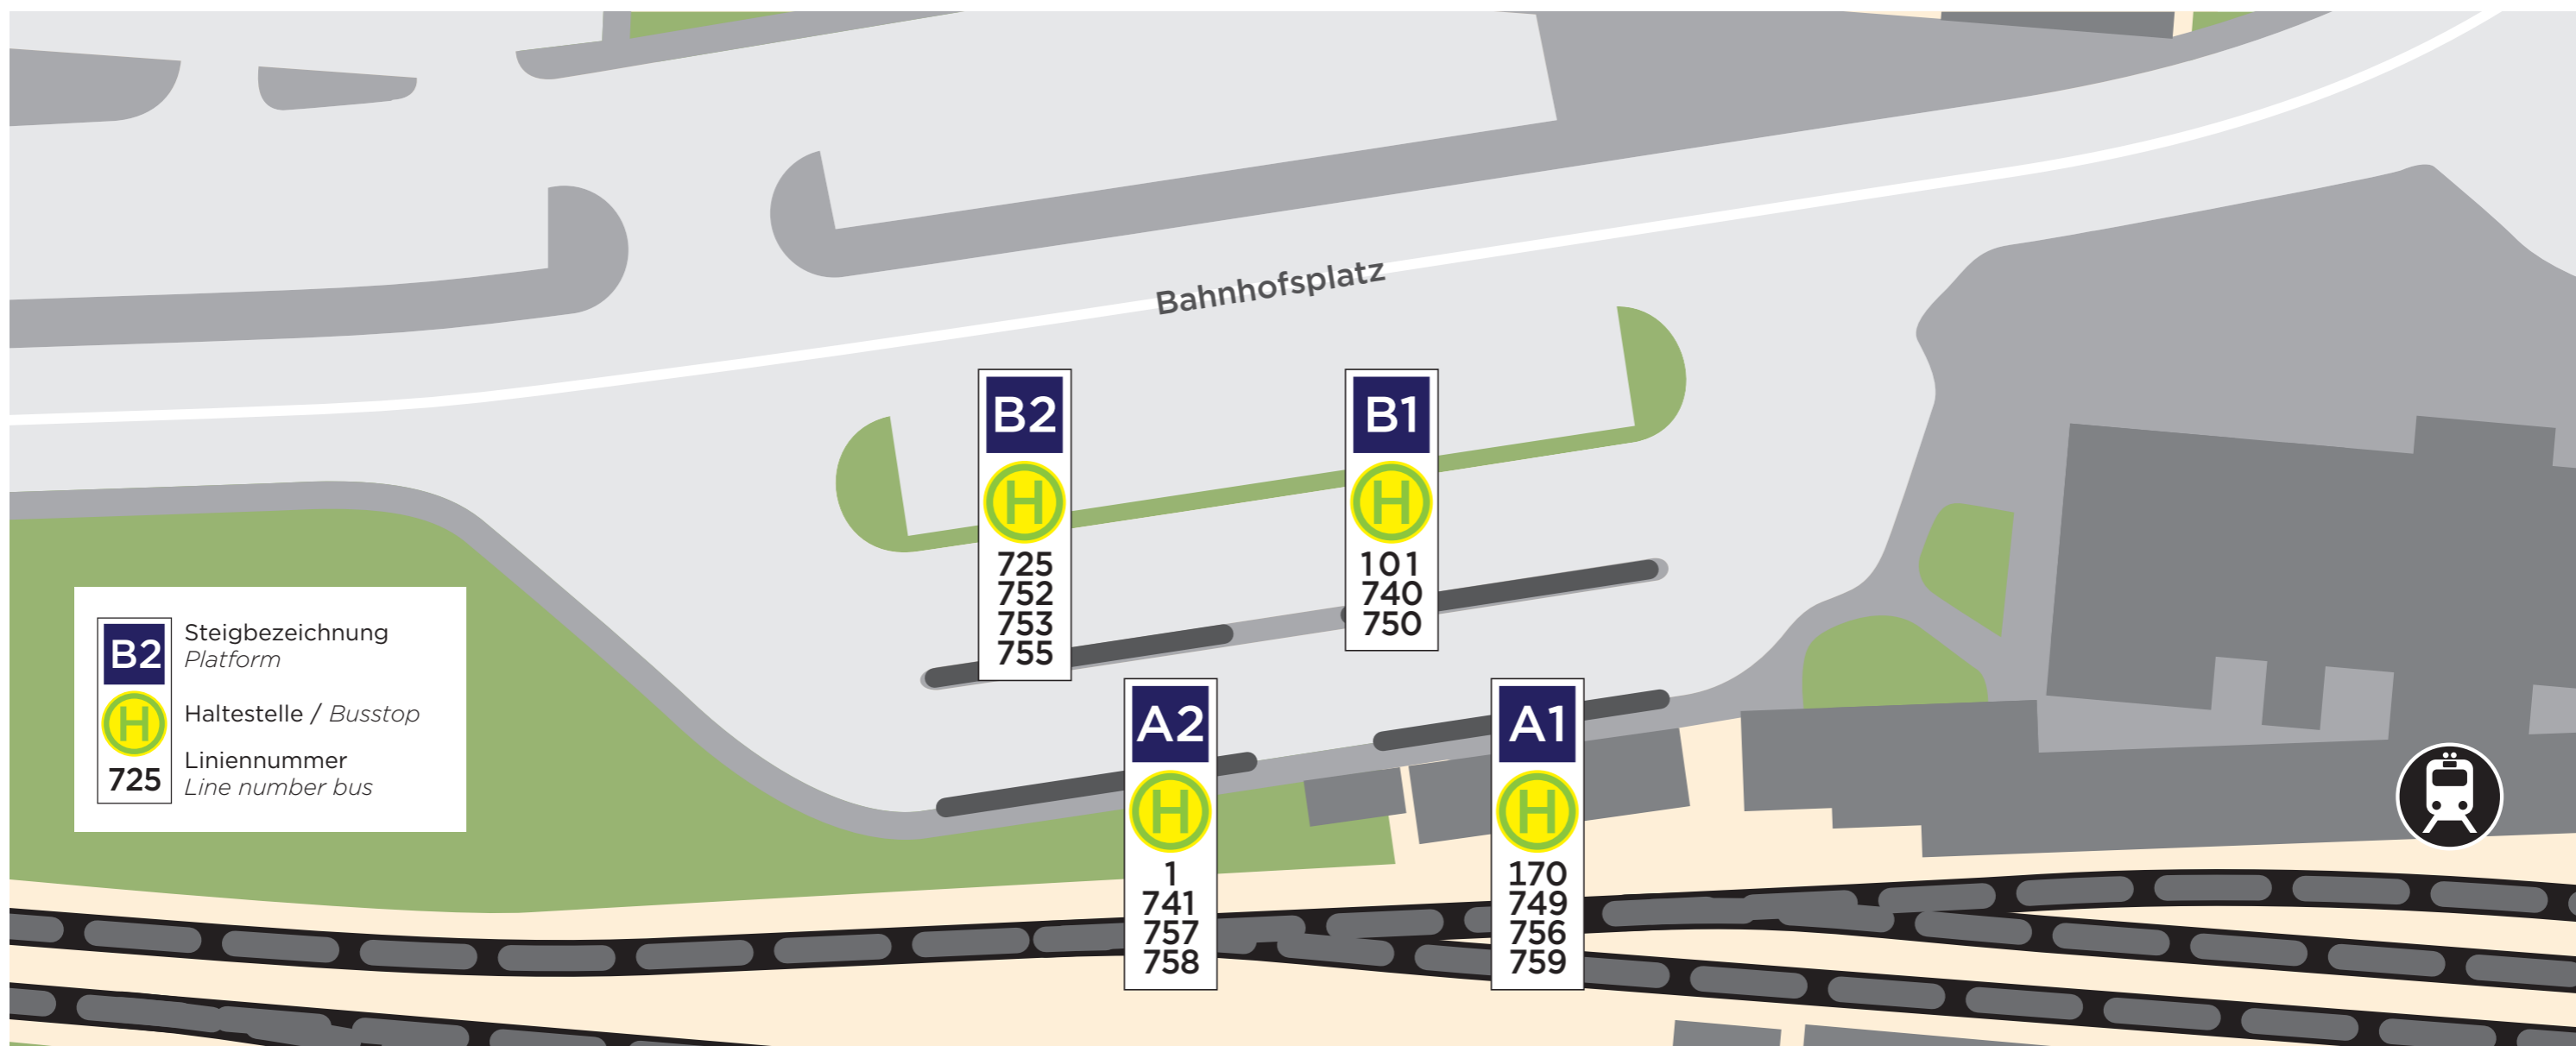 Bahnhofsplatz
B2
H
725
752
753
755
B1
H
101
740
750
A2
H
1
741
757
758
A1
H
170
749
756
759
B2
Steigbezeichnung
Platform
H
Haltestelle / Busstop
725
Liniennummer
Line number bus